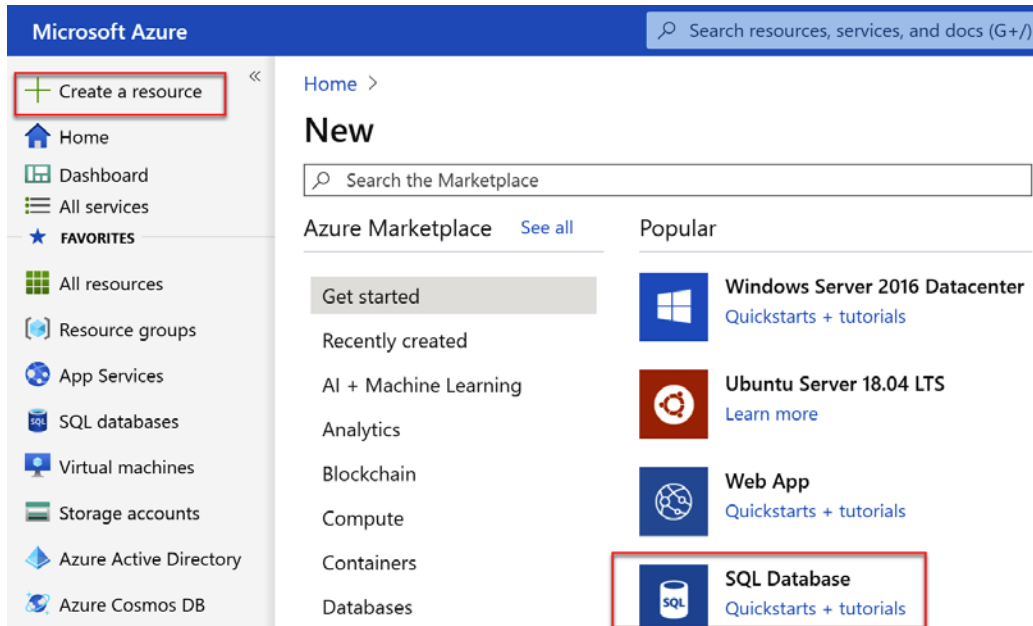 Microsoft Azure
Search resources, services, and docs (G+/)
Create a resource
«
Home
Dashboard
All services
FAVORITES
All resources
Resource groups
App Services
SQL databases
Virtual machines
Storage accounts
Azure Active Directory
Azure Cosmos DB
Home >
New
Search the Marketplace
Azure Marketplace See all
Get started
Recently created
AI + Machine Learning
Analytics
Blockchain
Compute
Containers
Databases
Popular
Windows Server 2016 Datacenter
Quickstarts + tutorials
Ubuntu Server 18.04 LTS
Learn more
Web App
Quickstarts + tutorials
SQL
SQL Database
Quickstarts + tutorials